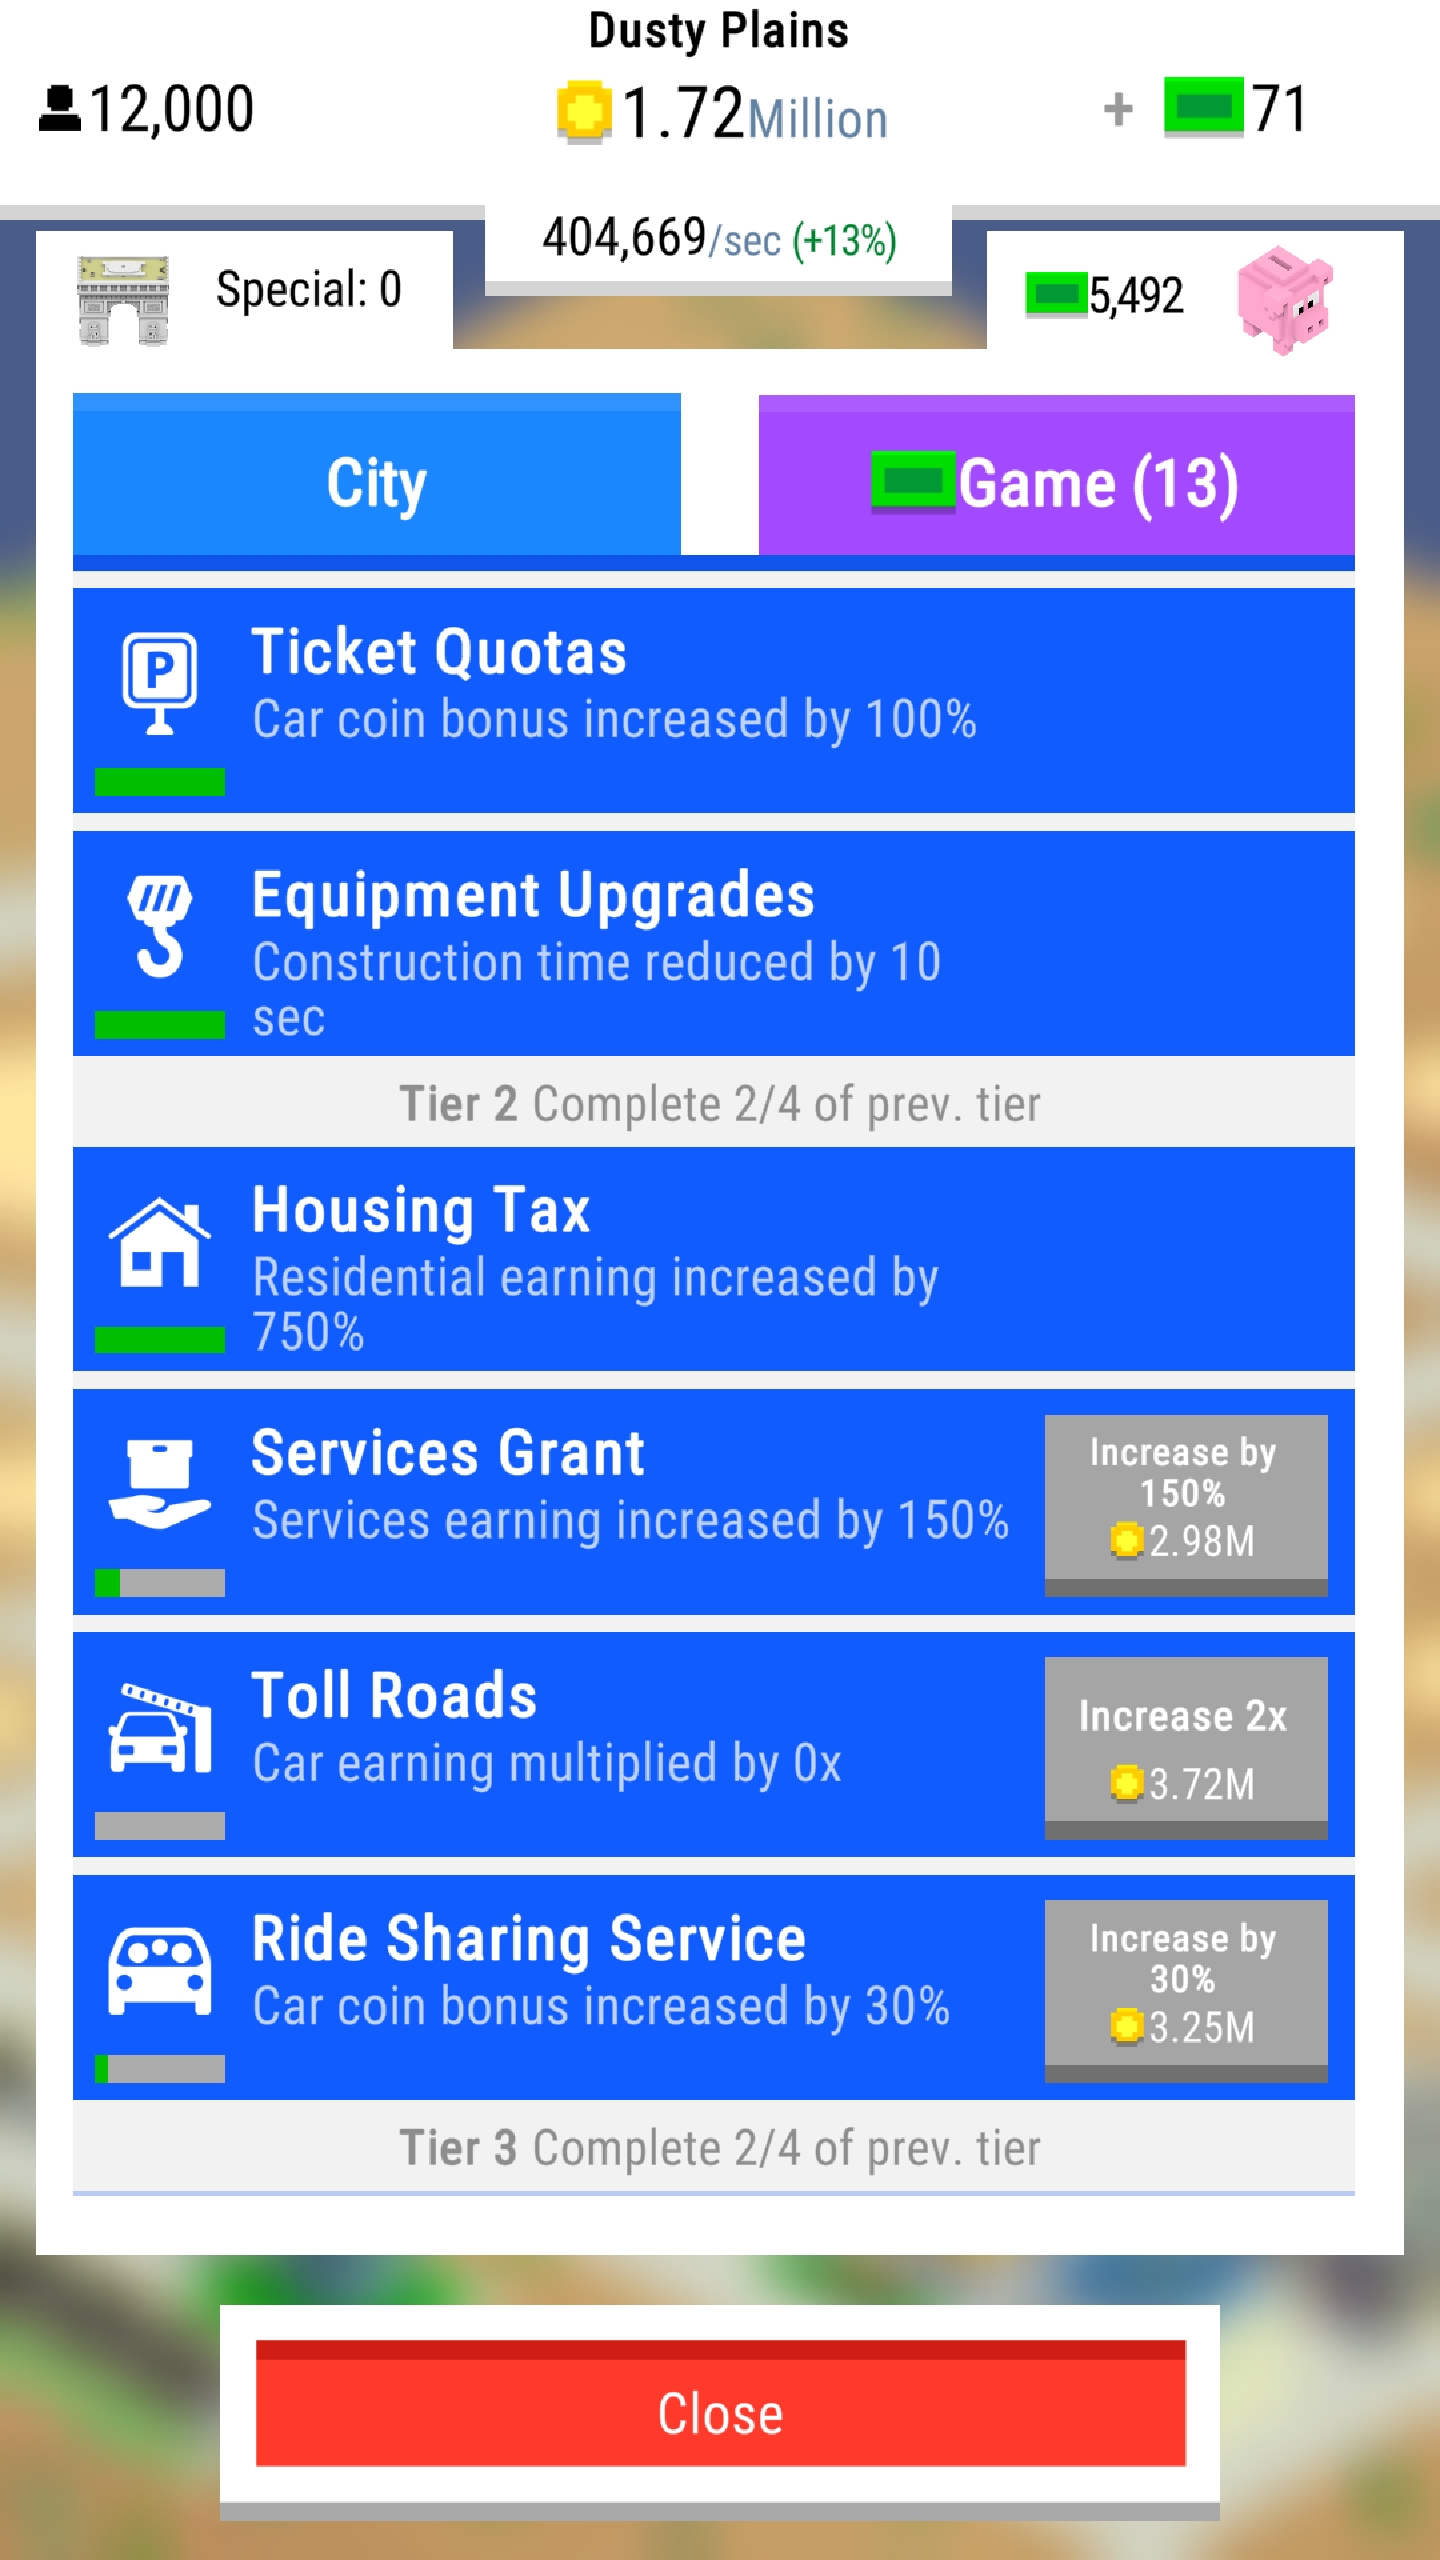 Dusty Plains
12,000
1.72Million
+ 71
404,669/sec (+13%)
Special: 0
5,492
City
Game (13)
P
Ticket Quotas
Car coin bonus increased by 100%
Equipment Upgrades
Construction time reduced by 10
sec
Tier 2 Complete 2/4 of prev. tier
Housing Tax
Residential earning increased by
750%
Services Grant
Services earning increased by 150%
Increase by
150%
2.98M
Toll Roads
Car earning multiplied by 0x
Increase 2x
3.72M
Ride Sharing Service
Car coin bonus increased by 30%
Increase by
30%
3.25M
Tier 3 Complete 2/4 of prev. tier
Close